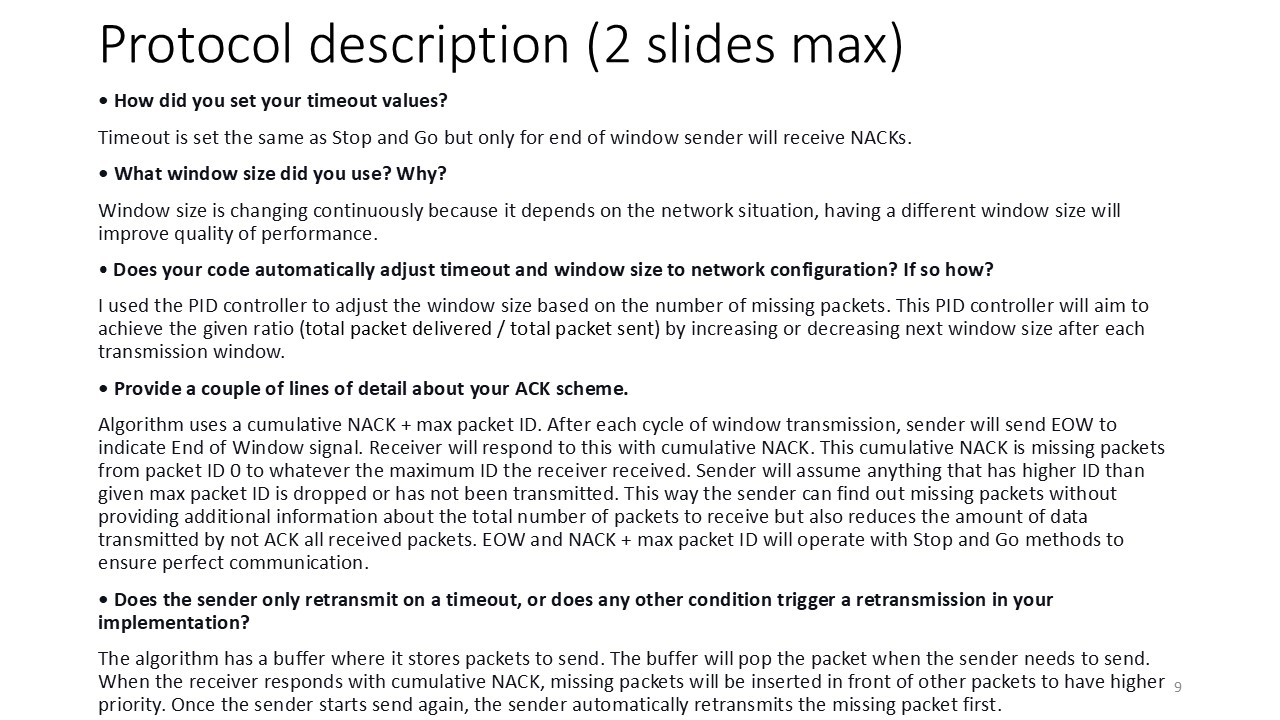 Protocol description (2 slides max)
• How did you set your timeout values?
Timeout is set the same as Stop and Go but only for end of window sender will receive NACKs.
• What window size did you use? Why?
Window size is changing continuously because it depends on the network situation, having a different window size will
improve quality of performance.
• Does your code automatically adjust timeout and window size to network configuration? If so how?
I used the PID controller to adjust the window size based on the number of missing packets. This PID controller will aim to
achieve the given ratio (total packet delivered / total packet sent) by increasing or decreasing next window size after each
transmission window.
• Provide a couple of lines of detail about your ACK scheme.
Algorithm uses a cumulative NACK + max packet ID. After each cycle of window transmission, sender will send EOW to
indicate End of Window signal. Receiver will respond to this with cumulative NACK. This cumulative NACK is missing packets
from packet ID 0 to whatever the maximum ID the receiver received. Sender will assume anything that has higher ID than
given max packet ID is dropped or has not been transmitted. This way the sender can find out missing packets without
providing additional information about the total number of packets to receive but also reduces the amount of data
transmitted by not ACK all received packets. EOW and NACK + max packet ID will operate with Stop and Go methods to
ensure perfect communication.
• Does the sender only retransmit on a timeout, or does any other condition trigger a retransmission in your
implementation?
The algorithm has a buffer where it stores packets to send. The buffer will pop the packet when the sender needs to send.
When the receiver responds with cumulative NACK, missing packets will be inserted in front of other packets to have higher
priority. Once the sender starts send again, the sender automatically retransmits the missing packet first.
9